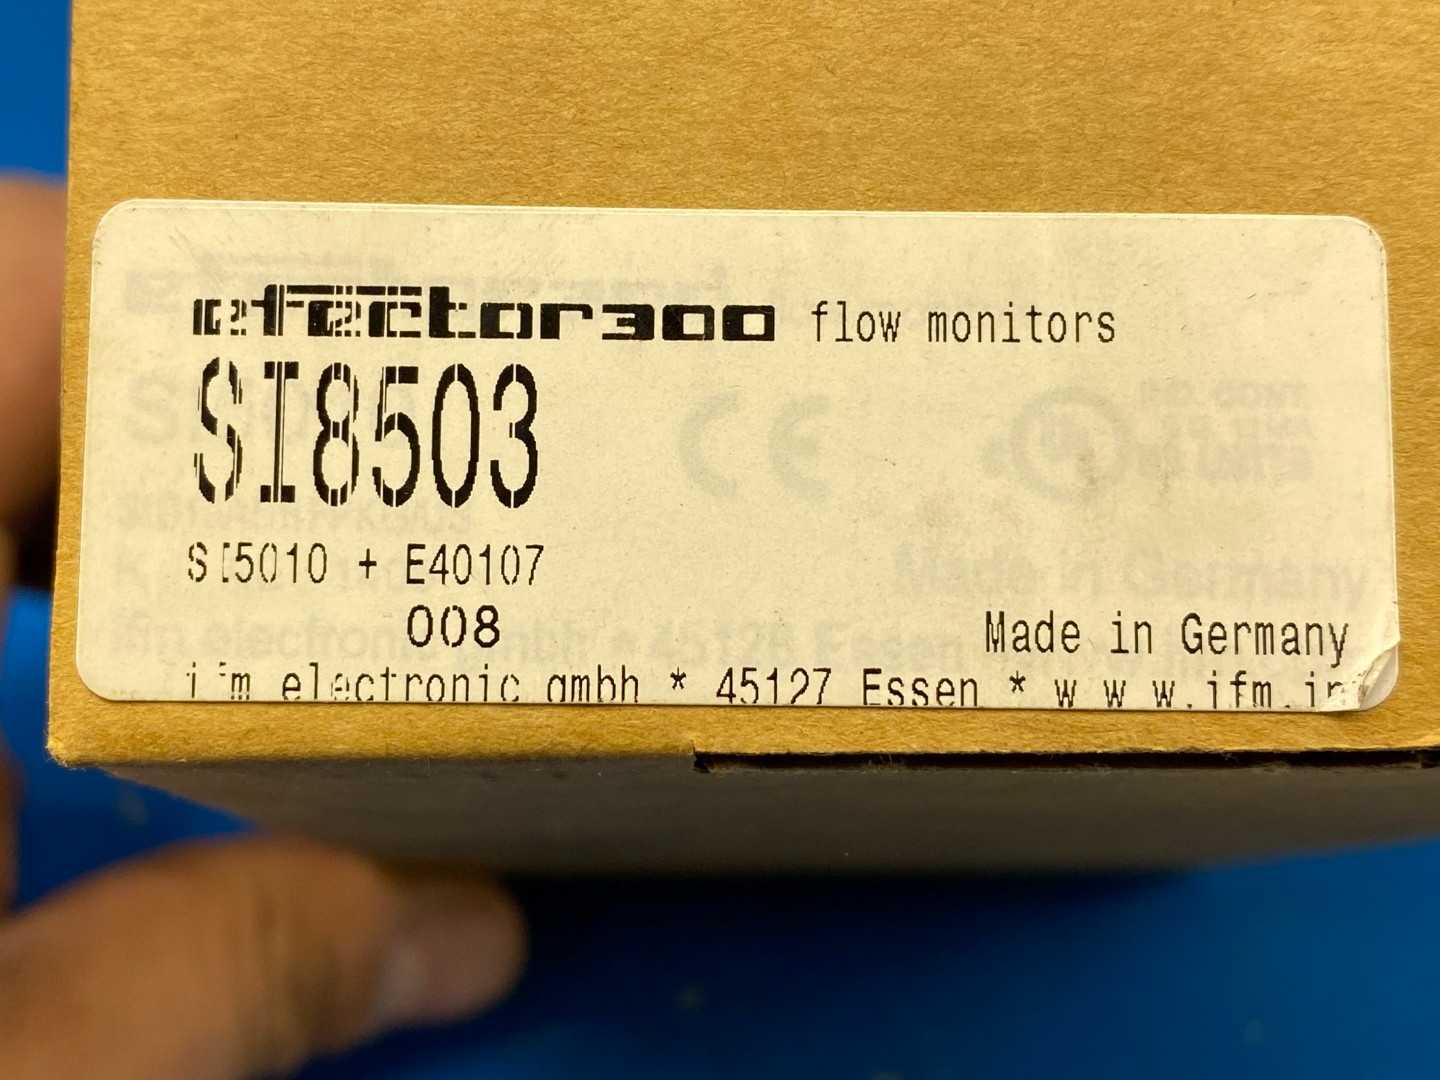 efector300 flow monitors
SI8503
SI5010 + E40107
008
Made in Germany
ifm electronic gmbh * 45127 Essen * w w w.ifm.in